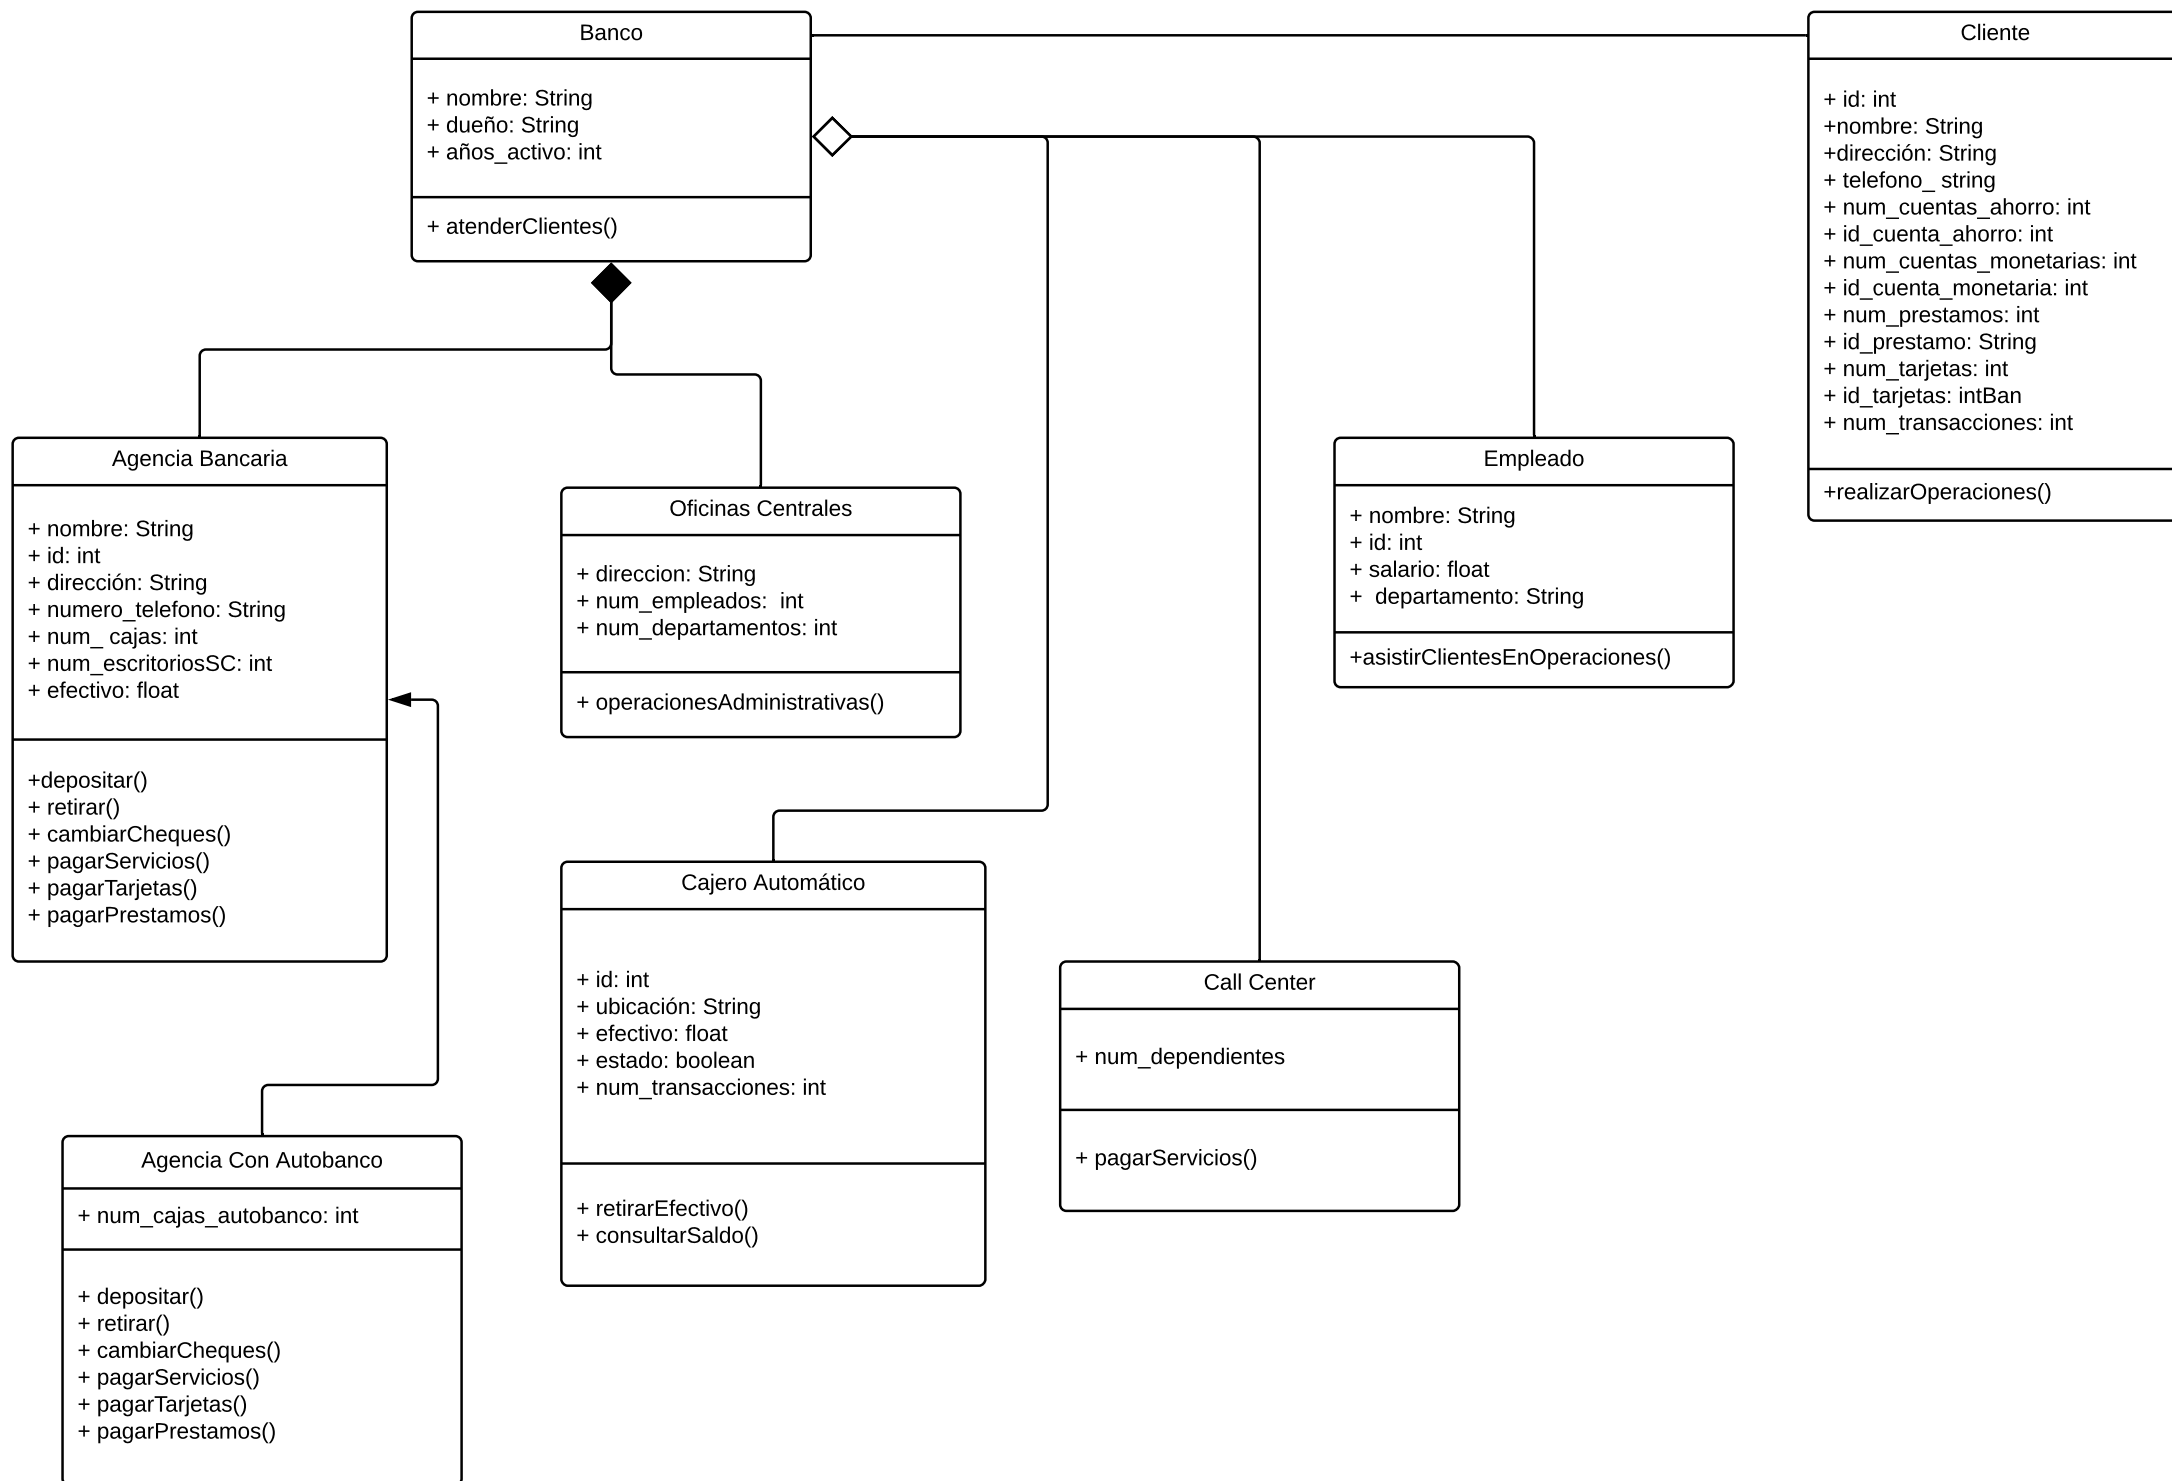 Banco
+ nombre: String
+ dueño: String
+ años_activo: int
+ atenderClientes()
Cliente
+ id: int
+nombre: String
+dirección: String
+ telefono_ string
+ num_cuentas_ahorro: int
+ id_cuenta_ahorro: int
+ num_cuentas_monetarias: int
+ id_cuenta_monetaria: int
+ num_prestamos: int
+ id_prestamo: String
+ num_tarjetas: int
+ id_tarjetas: intBan
+ num_transacciones: int
+realizarOperaciones()
Agencia Bancaria
+ nombre: String
+ id: int
+ dirección: String
+ numero_telefono: String
+ num_ cajas: int
+ num_escritoriosSC: int
+ efectivo: float
+depositar()
+ retirar()
+ cambiarCheques()
+ pagarServicios()
+ pagarTarjetas()
+ pagarPrestamos()
Oficinas Centrales
+ direccion: String
+ num_empleados:  int
+ num_departamentos: int
+ operacionesAdministrativas()
Empleado
+ nombre: String
+ id: int
+ salario: float
+  departamento: String
+asistirClientesEnOperaciones()
Cajero Automático
+ id: int
+ ubicación: String
+ efectivo: float
+ estado: boolean
+ num_transacciones: int
+ retirarEfectivo()
+ consultarSaldo()
Call Center
+ num_dependientes
+ pagarServicios()
Agencia Con Autobanco
+ num_cajas_autobanco: int
+ depositar()
+ retirar()
+ cambiarCheques()
+ pagarServicios()
+ pagarTarjetas()
+ pagarPrestamos()